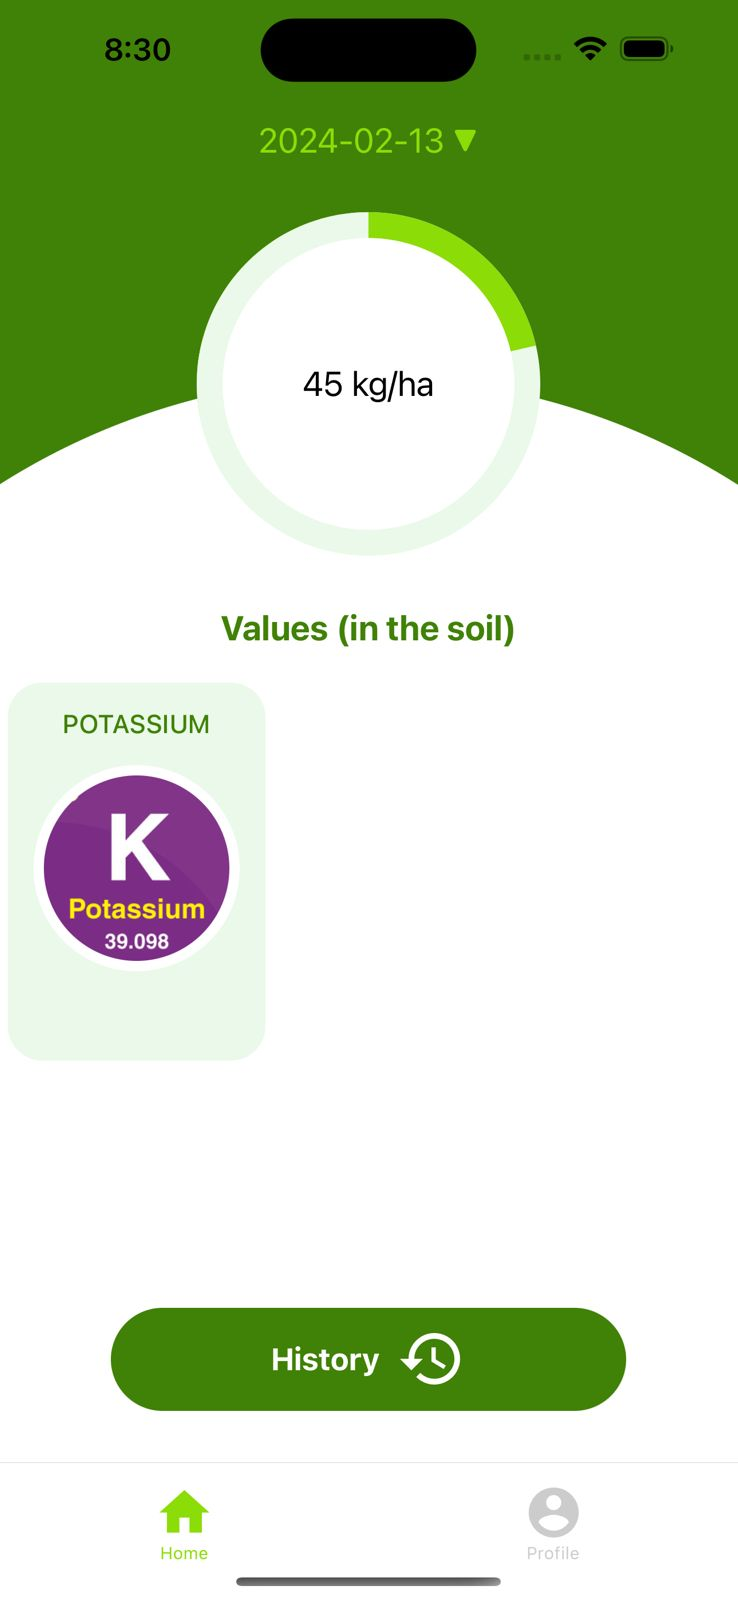 8:30
2024-02-13 ▼
45 kg/ha
Values (in the soil)
POTASSIUM
K
Potassium
39.098
History
Home
Profile